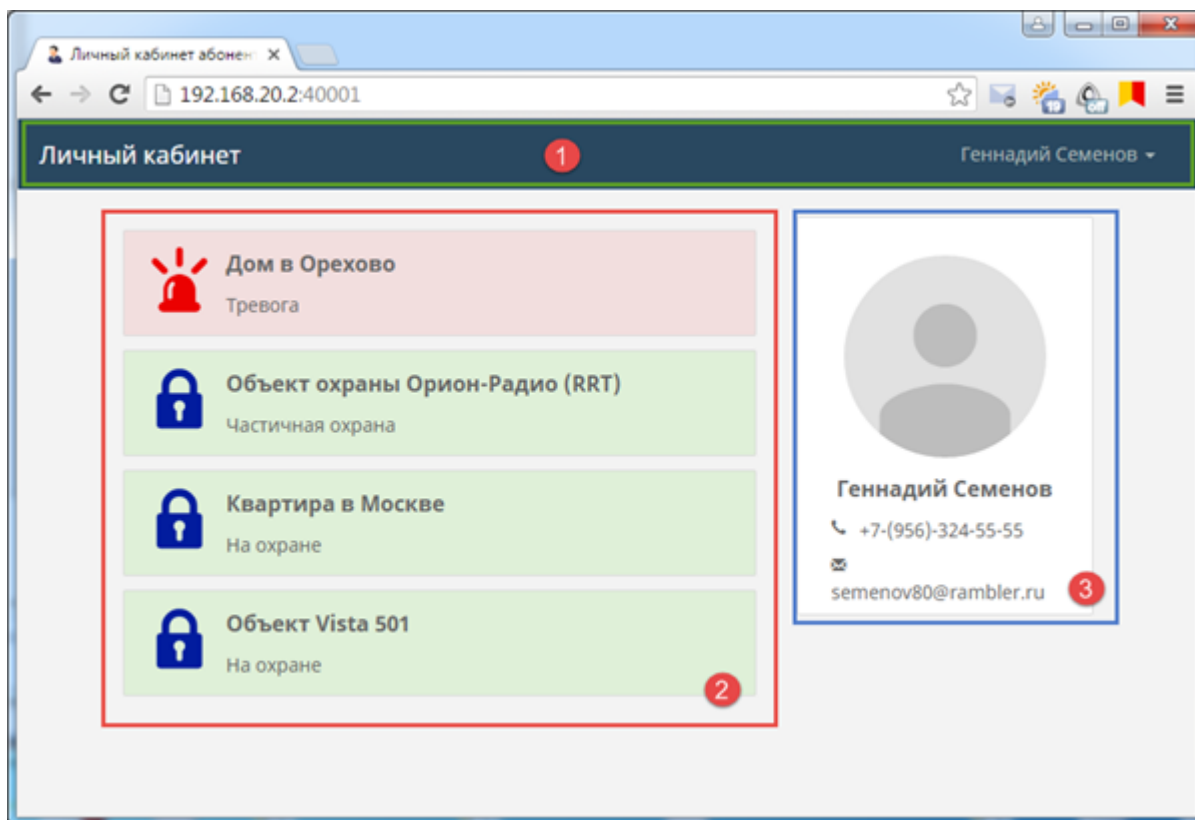 Личный кабинет абонен
192.168.20.2:40001
19
off
Личный кабинет
1
Геннадий Семенов
Дом в Орехово
Тревога
Объект охраны Орион-Радио (RRT)
Частичная охрана
Квартира в Москве
На охране
Объект Vista 501
На охране
2
Геннадий Семенов
+7-(956)-324-55-55
semenov80@rambler.ru
3